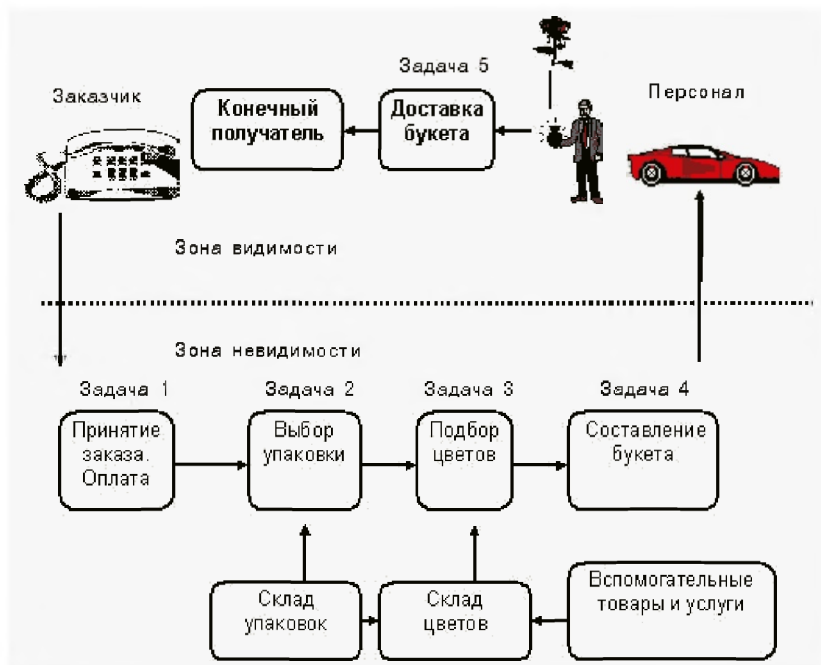 Задача 5
Заказчик
Персонал
Конечный
получатель
Доставка
букета
Зона видимости
Зона невидимости
Задача 1
Задача 2
Задача 3
Задача 4
Принятие
заказа.
Оплата
Выбор
упаковки
Подбор
цветов
Составление
букета
Склад
упаковок
Склад
цветов
Вспомогательные
товары и услуги